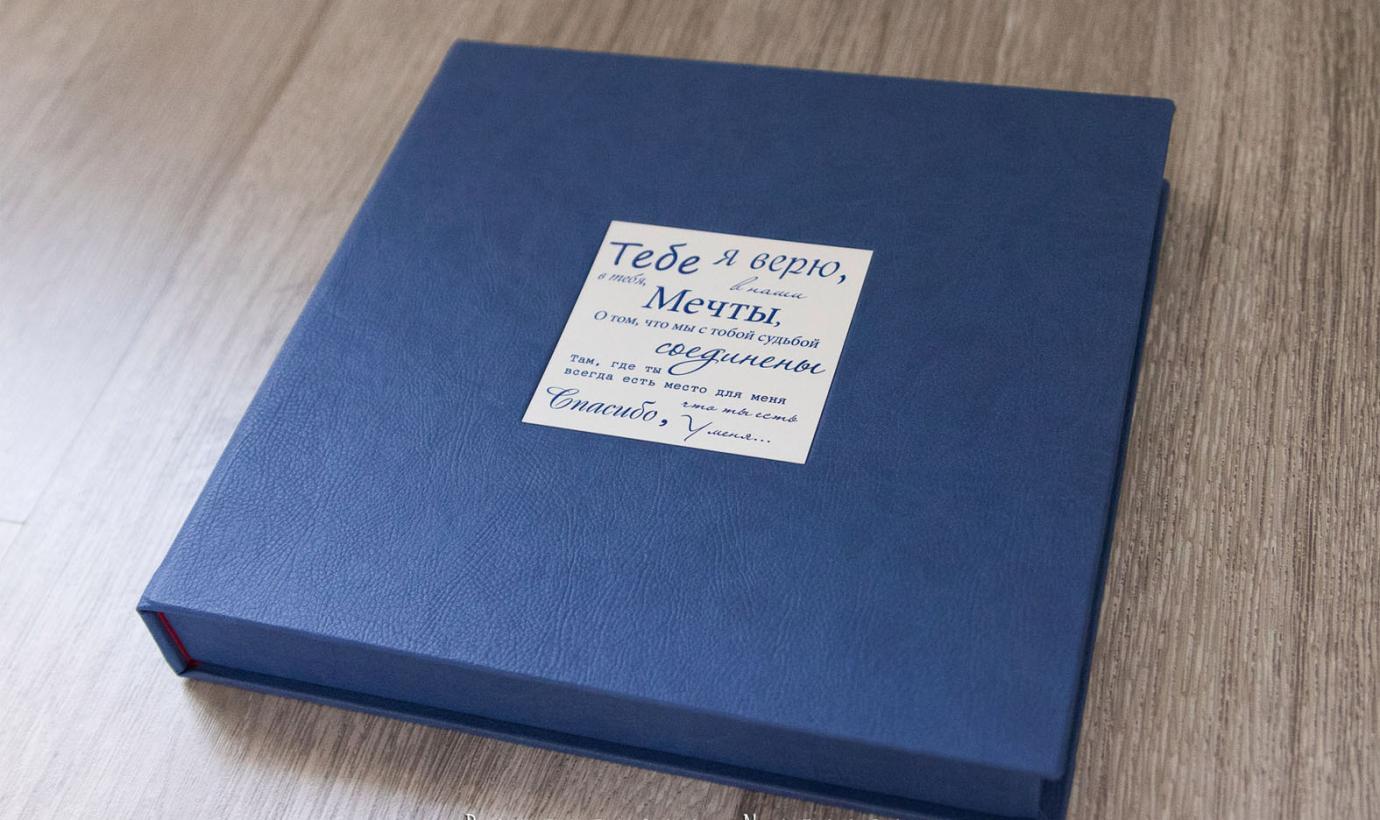 Тебе я верю,
в тебя, в наши
Мечты,
О том, что мы с тобой судьбой
соединены
Там, где ты
всегда есть место для меня
Спасибо, что ты есть
У меня...